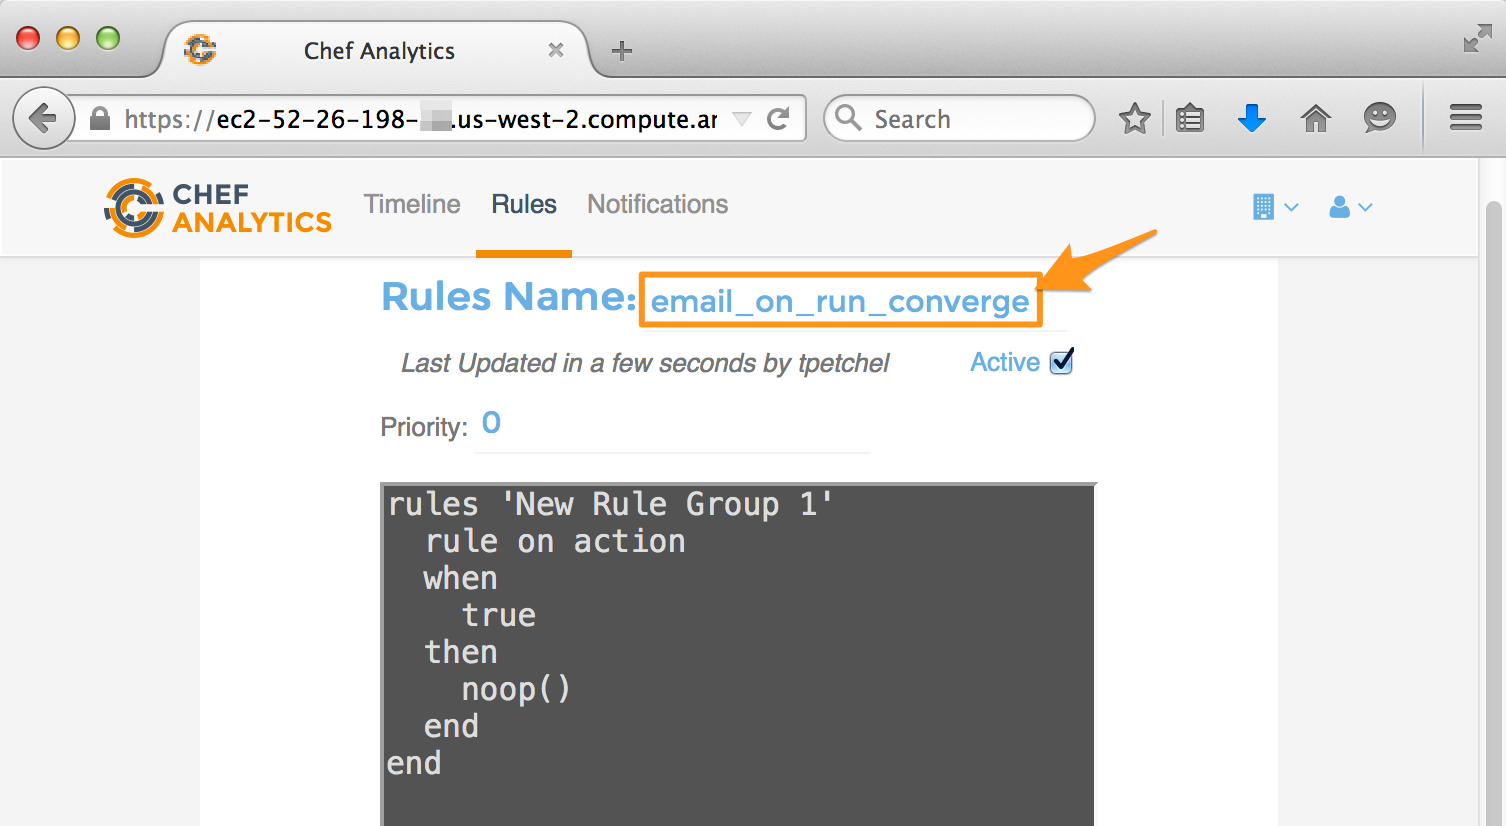 Chef Analytics
https://ec2-52-26-198-
.us-west-2.compute.ar
Search
CHEF
ANALYTICS
Timeline
Rules
Notifications
Rules Name: email_on_run_converge
Last Updated in a few seconds by tpetchel
Active
Priority: 0
rules 'New Rule Group 1'
  rule on action
  when
    true
  then
    noop()
  end
end